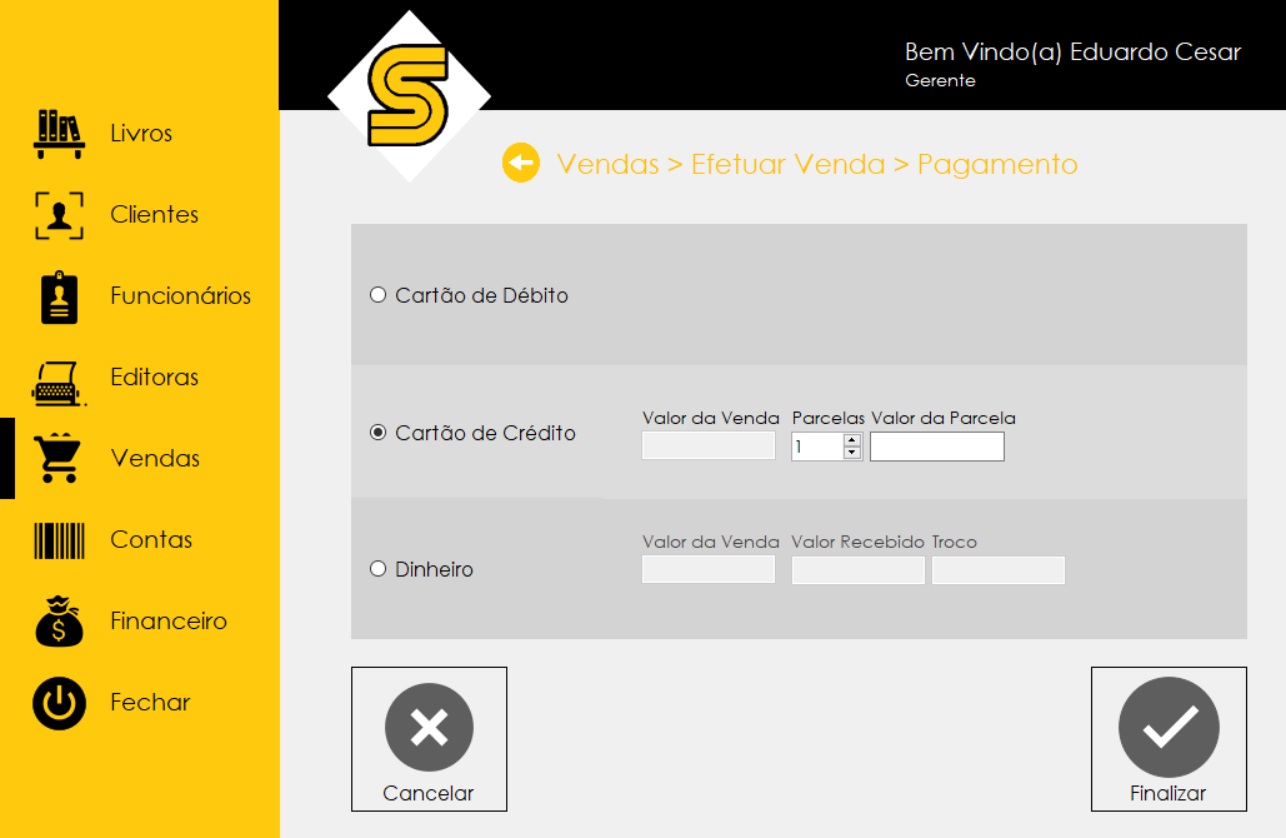 Bem Vindo(a) Eduardo Cesar
Gerente
Livros
Clientes
Funcionários
Editoras
Vendas
Contas
Financeiro
Fechar
S
Vendas > Efetuar Venda > Pagamento
Cartão de Débito
Cartão de Crédito
Valor da Venda Parcelas Valor da Parcela
1
Dinheiro
Valor da Venda Valor Recebido Troco
Cancelar
Finalizar